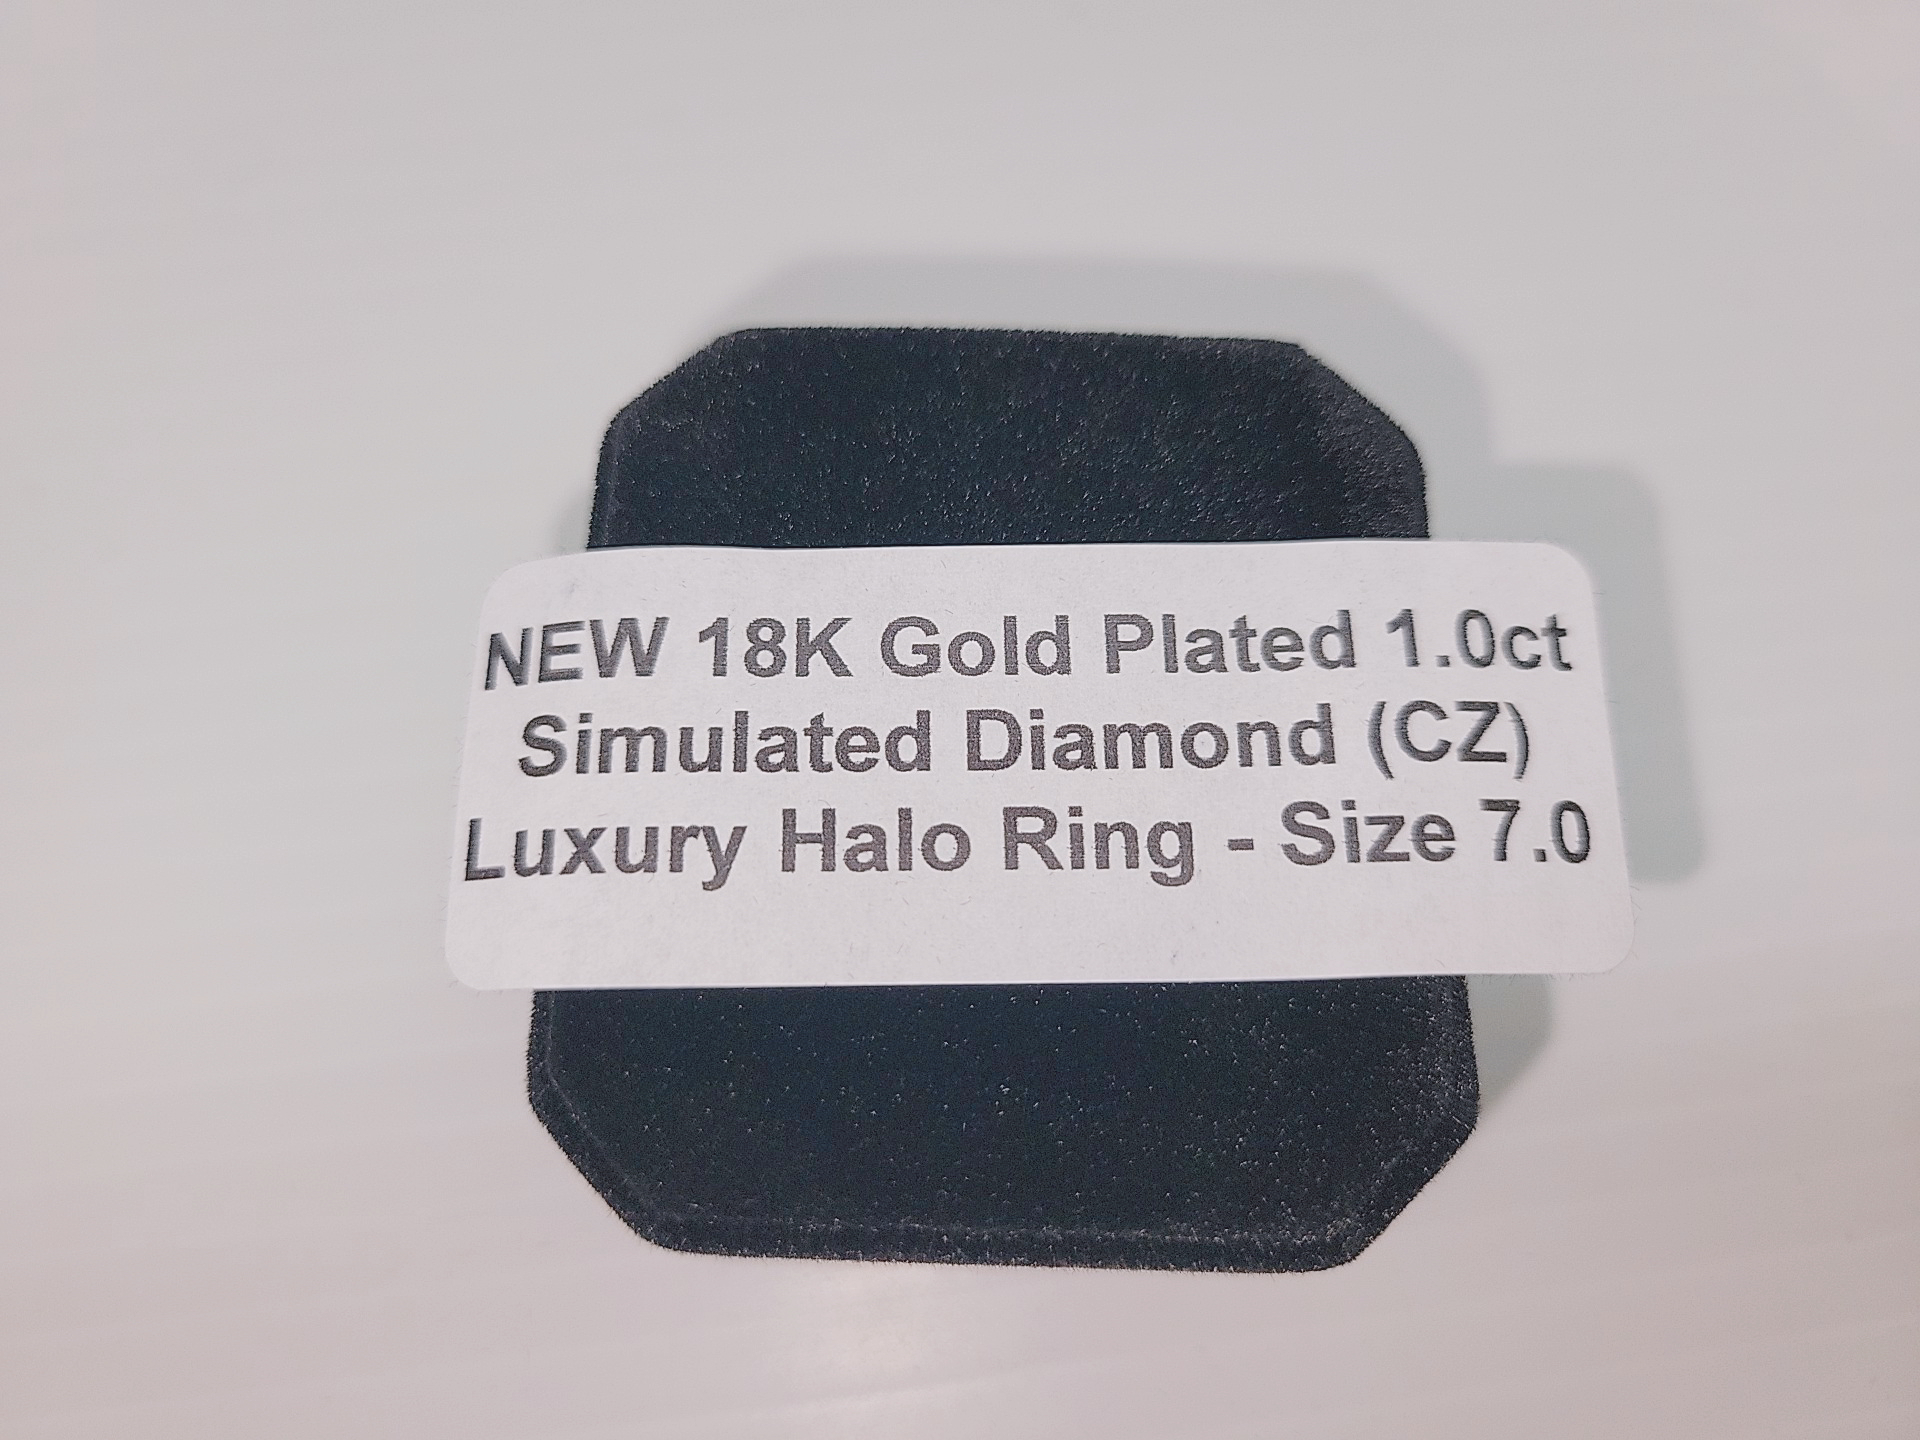 NEW 18K Gold Plated 1.0ct
Simulated Diamond (CZ)
Luxury Halo Ring - Size 7.0